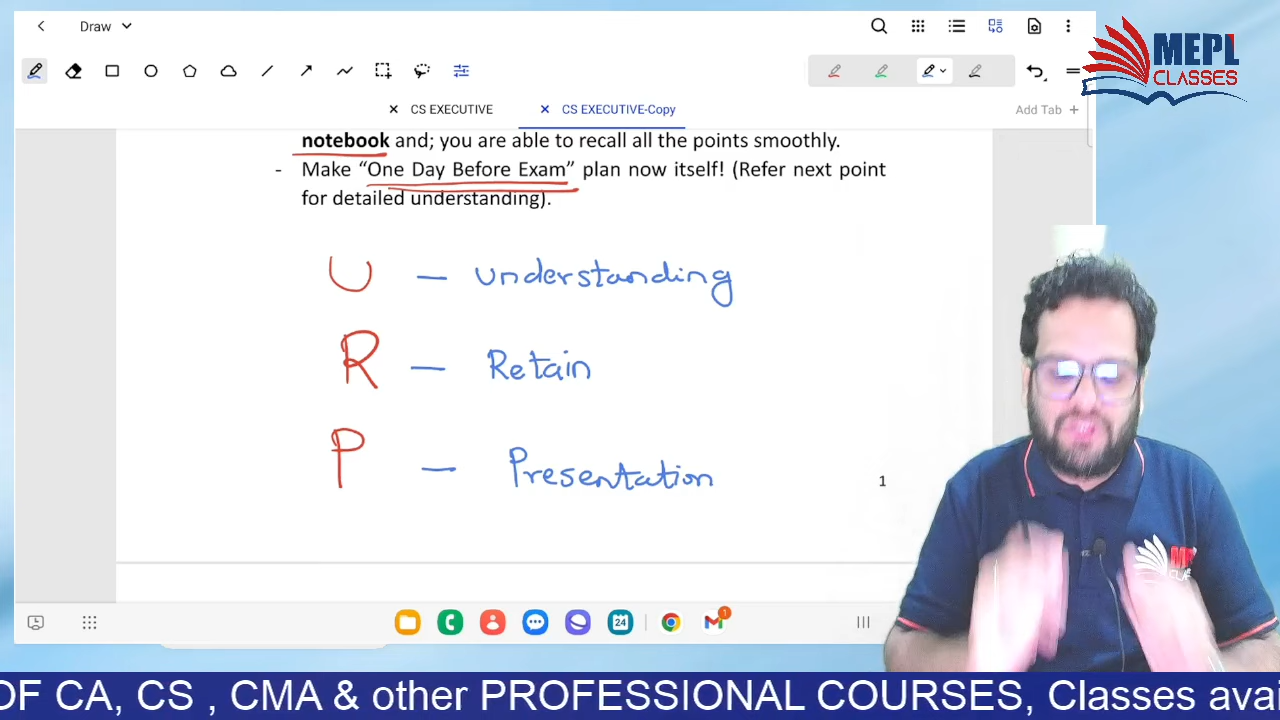 Draw
MEPL
CLASSES
CS EXECUTIVE
CS EXECUTIVE-Copy
Add Tab +
notebook and; you are able to recall all the points smoothly.
- Make “One Day Before Exam” plan now itself! (Refer next point
for detailed understanding).
U — understanding
R — Retain
P — Presentation
1
24
1
OF CA, CS , CMA & other PROFESSIONAL COURSES, Classes avai